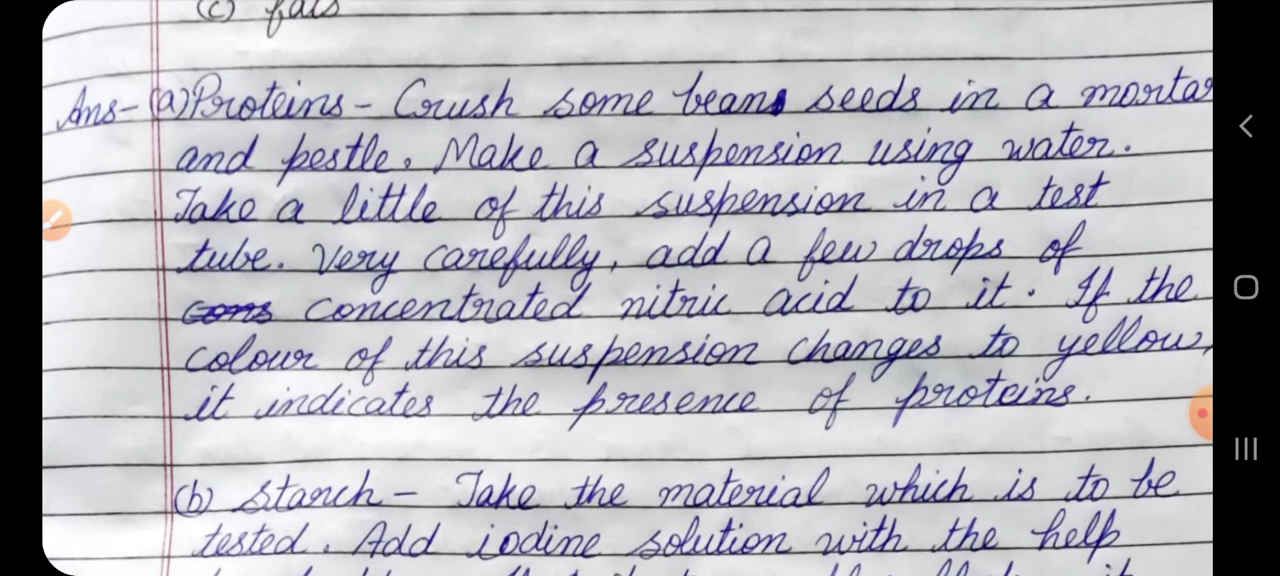 (c) fats
Ans- (a) Proteins - Crush some beans seeds in a mortar
and pestle. Make a suspension using water.
Take a little of this suspension in a test
tube. Very carefully, add a few drops of
concentrated nitric acid to it. If the
colour of this suspension changes to yellow,
it indicates the presence of proteins.
(b) Starch - Take the material which is to be
tested. Add iodine solution with the help